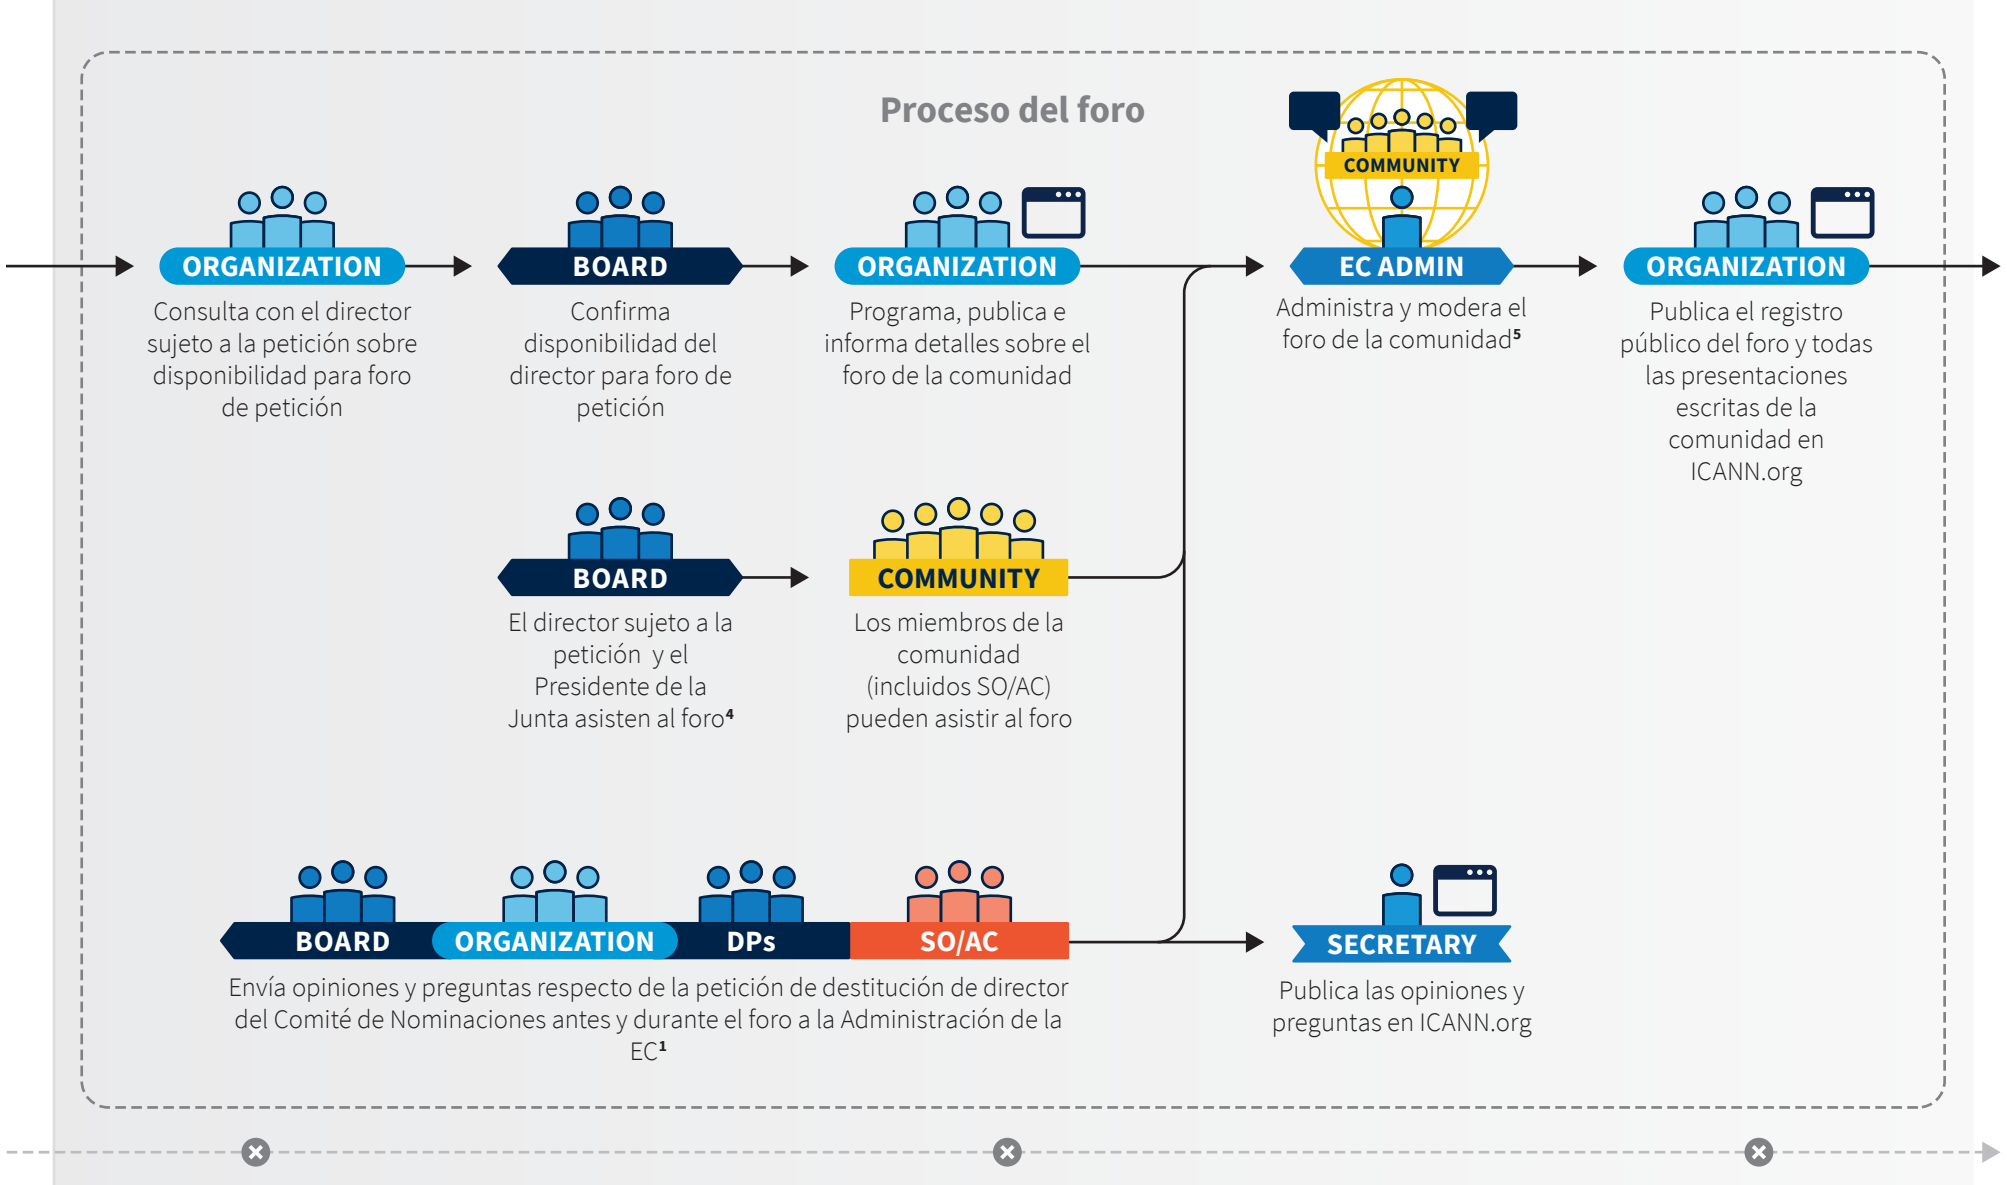 Proceso del foro
COMMUNITY
ORGANIZATION
Consulta con el director
sujeto a la petición sobre
disponibilidad para foro
de petición
BOARD
Confirma
disponibilidad del
director para foro de
petición
ORGANIZATION
Programa, publica e
informa detalles sobre el
foro de la comunidad
EC ADMIN
Administra y modera el
foro de la comunidad⁵
ORGANIZATION
Publica el registro
público del foro y todas
las presentaciones
escritas de la
comunidad en
ICANN.org
BOARD
El director sujeto a la
petición y el
Presidente de la
Junta asisten al foro⁴
COMMUNITY
Los miembros de la
comunidad
(incluidos SO/AC)
pueden asistir al foro
BOARD ORGANIZATION DPs SO/AC
Envía opiniones y preguntas respecto de la petición de destitución de director
del Comité de Nominaciones antes y durante el foro a la Administración de la
EC¹
SECRETARY
Publica las opiniones y
preguntas en ICANN.org